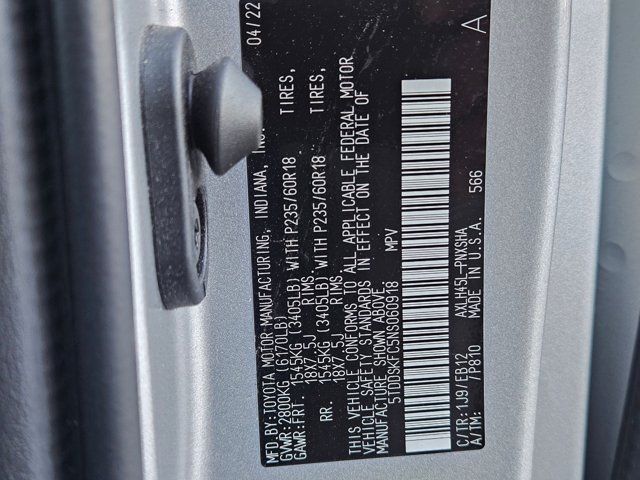 MFD.BY:TOYOTA MOTOR MANUFACTURING, INDIANA, INC. 04/22
GVWR:2800KG (6170LB)
GAWR:FRT. 1545KG (3405LB) WITH P235/60R18 TIRES,
18X7.5J RIMS,
RR. 1545KG (3405LB) WITH P235/60R18 TIRES,
18X7.5J RIMS.
THIS VEHICLE CONFORMS TO ALL APPLICABLE FEDERAL MOTOR
VEHICLE SAFETY STANDARDS IN EFFECT ON THE DATE OF
MANUFACTURE SHOWN ABOVE.
5TDDSKFC5NS060918 MPV
C/TR:1J9/EB12 AXLH45L-PNXSHA 566 A
A/TM: /P810 MADE IN U.S.A.